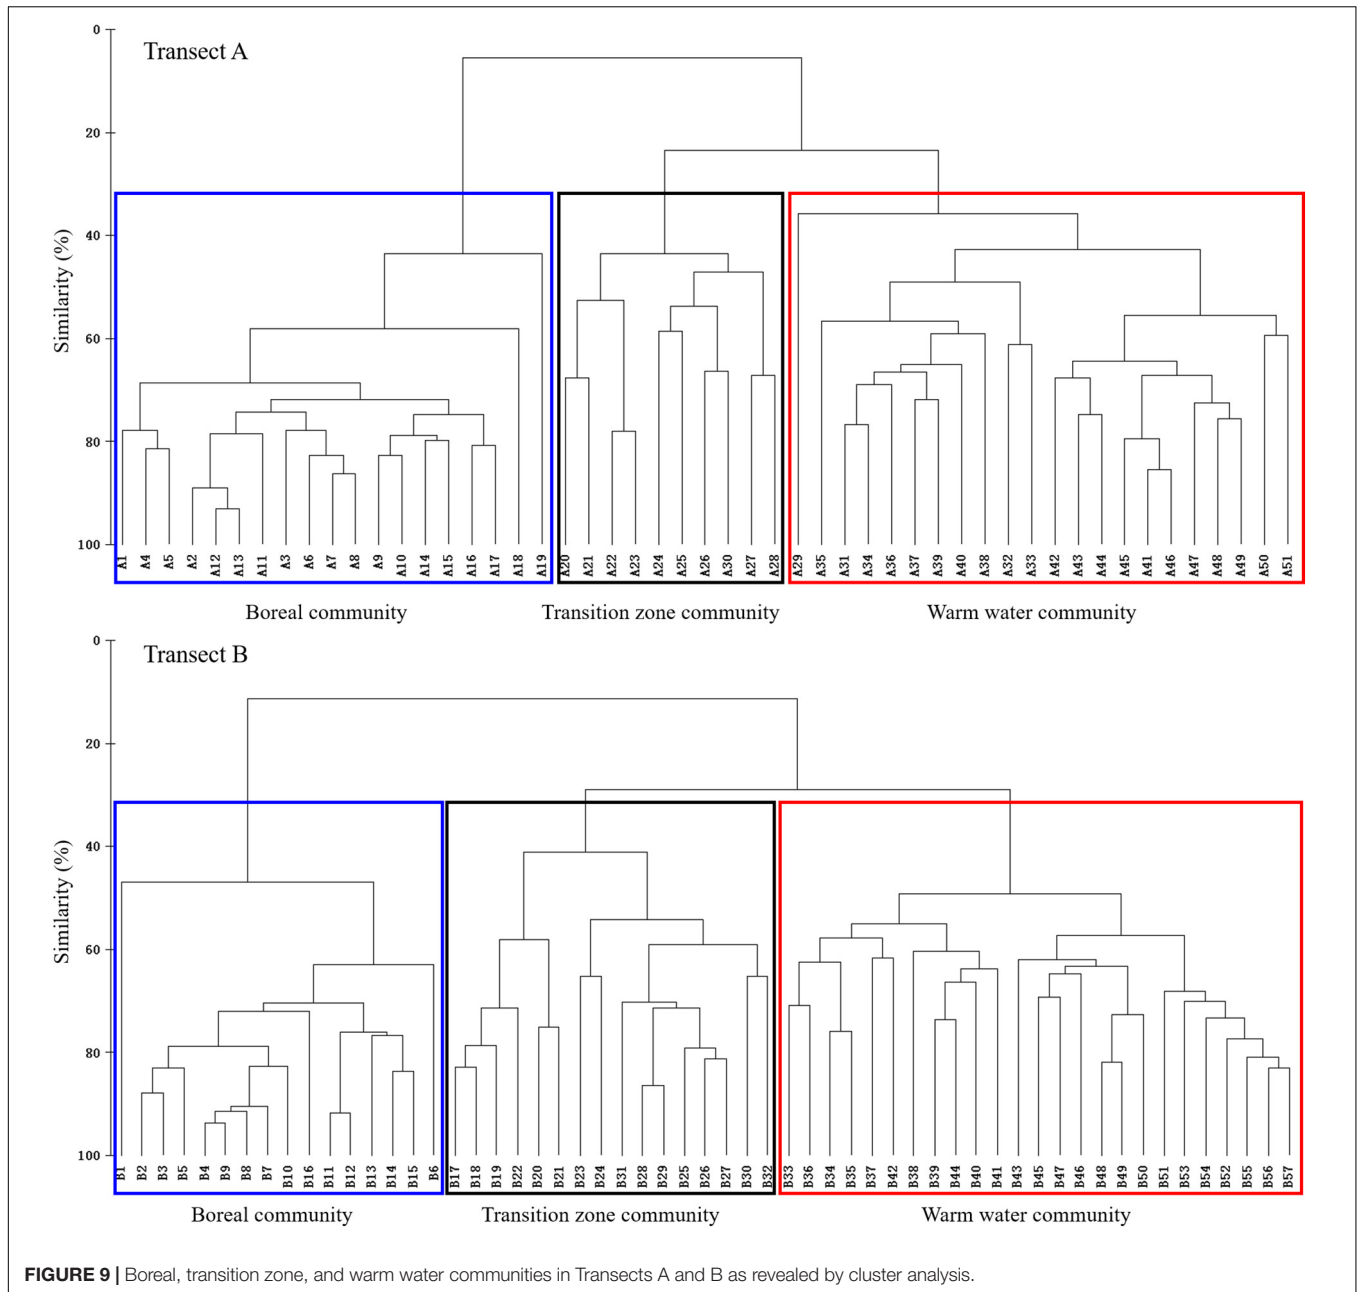 Transect A
Similarity (%)
0
20
40
60
80
100
A1 A4 A5 A2 A12 A13 A11 A3 A6 A7 A8 A9 A10 A14 A15 A16 A17 A18 A19 A20 A21 A22 A23 A24 A25 A26 A30 A27 A28 A29 A35 A31 A34 A36 A37 A39 A40 A38 A32 A33 A42 A43 A44 A45 A41 A46 A47 A48 A49 A50 A51
Boreal community Transition zone community Warm water community
Transect B
Similarity (%)
0
20
40
60
80
100
B1 B2 B3 B5 B4 B9 B8 B7 B10 B16 B11 B12 B13 B14 B15 B6 B17 B18 B19 B22 B20 B21 B23 B24 B31 B28 B29 B25 B26 B27 B30 B32 B33 B36 B34 B35 B37 B42 B38 B39 B44 B40 B41 B43 B45 B47 B46 B48 B49 B50 B51 B53 B54 B52 B55 B56 B57
Boreal community Transition zone community Warm water community
FIGURE 9 | Boreal, transition zone, and warm water communities in Transects A and B as revealed by cluster analysis.